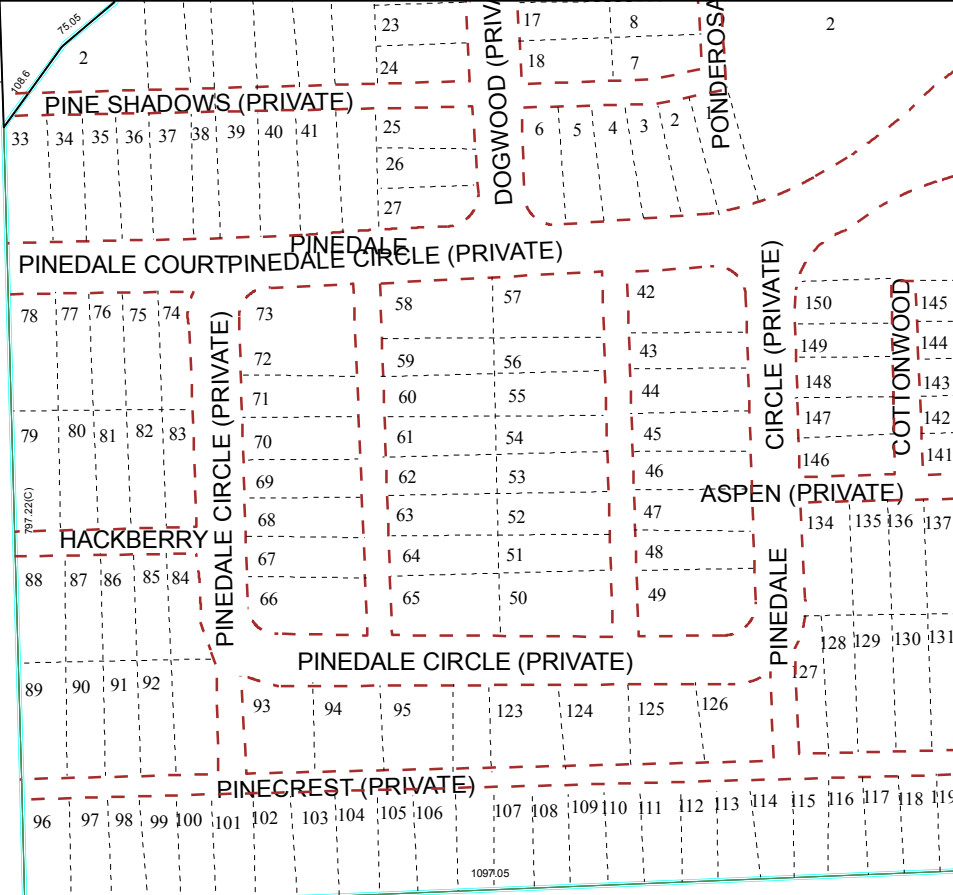 75.05
23
17
8
2
DOGWOOD (PRIVA
PONDEROSA
2
24
18
7
108.6
PINE SHADOWS (PRIVATE)
33 34 35 36 37 38 39 40 41
25
26
27
6 5 4 3 2 1
PINEDALE
PINEDALE COURT
PINEDALE CIRCLE (PRIVATE)
CIRCLE (PRIVATE)
78 77 76 75 74
73
58 57
42
150
COTTONWOOD
145
72
59 56
43
149
144
71
60 55
44
148
143
79 80 81 82 83
PINEDALE CIRCLE (PRIVATE)
70
61 54
45
147
142
69
62 53
46
146
141
797.22(C)
68
63 52
47
ASPEN (PRIVATE)
134 135 136 137
HACKBERRY
67
64 51
48
88 87 86 85 84
66
65 50
49
PINEDALE
128 129 130 131
127
PINEDALE CIRCLE (PRIVATE)
89 90 91 92
93 94 95 123 124 125 126
PINECREST (PRIVATE)
96 97 98 99 100 101 102 103 104 105 106 107 108 109 110 111 112 113 114 115 116 117 118 119
1097.05